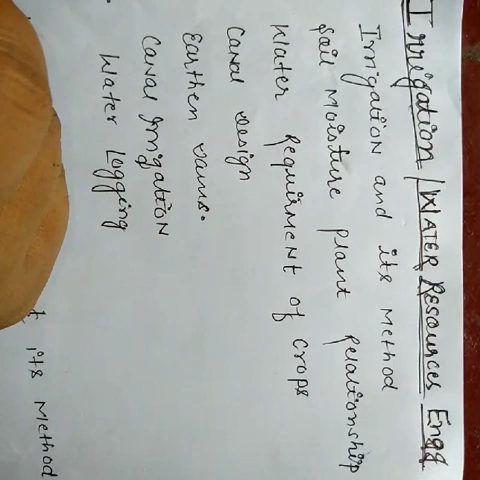 Irrigation / Water Resources Engg
Irrigation and its Method
Soil Moisture plant Relationship
Water Requirment of Crops
Canal design
Earthen dams.
Canal Irrigation
Water Logging
its Method